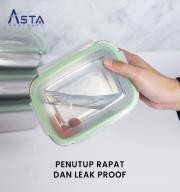 ASTA
PENUTUP RAPAT
DAN LEAK PROOF